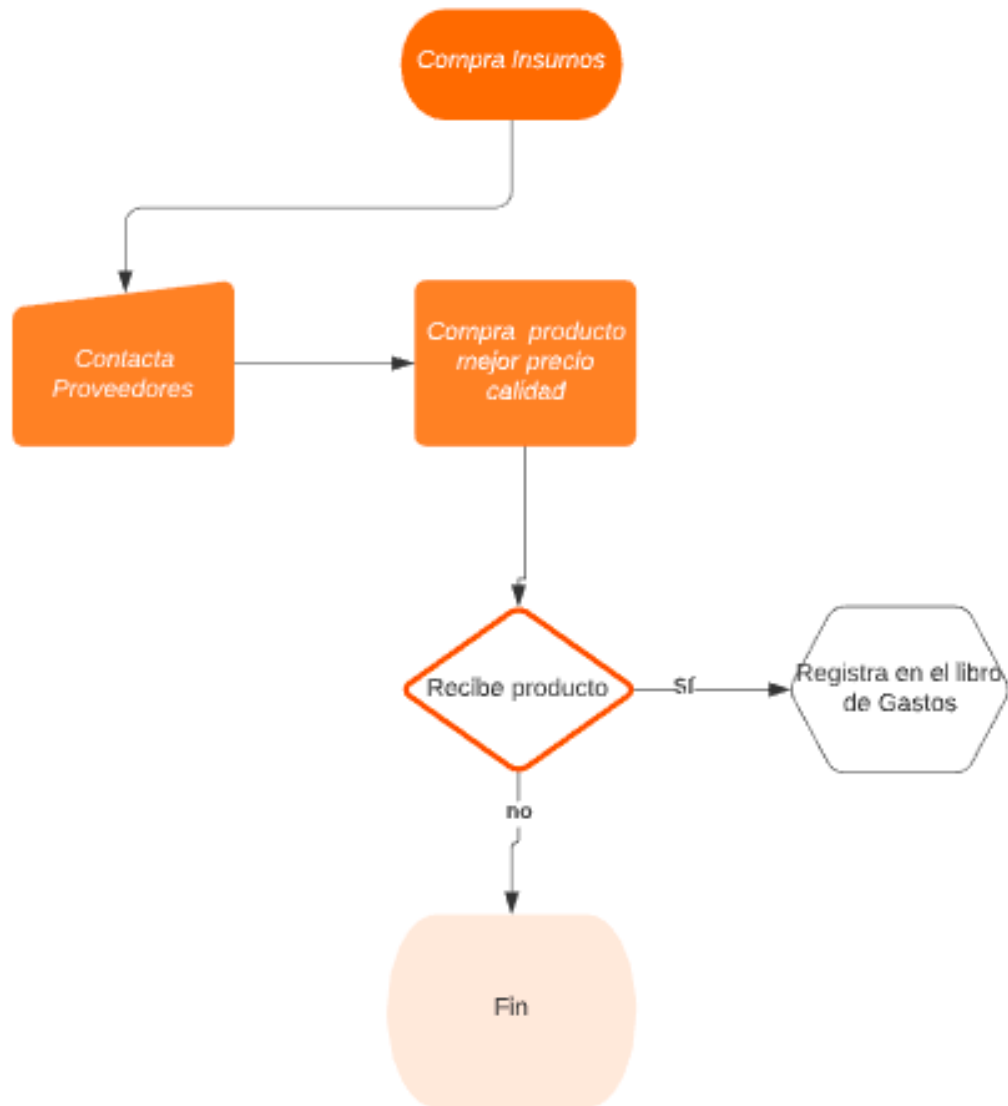 Compra Insumos
Contacta
Proveedores
Compra producto
mejor precio
calidad
Recibe producto
Sí
Registra en el libro
de Gastos
no
Fin